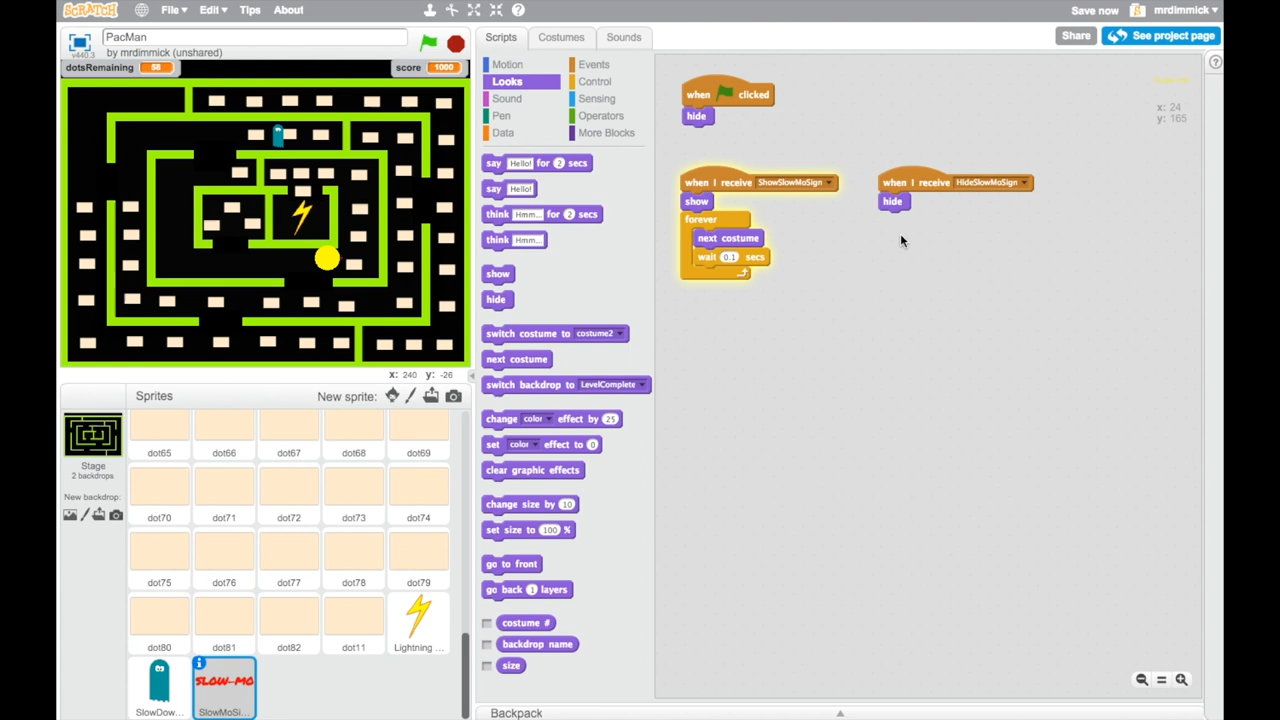 SCRATCH File Edit Tips About Save now mrdimmick
PacMan
by mrdimmick (unshared)
v440.3
Scripts Costumes Sounds
Share See project page
dotsRemaining 58
score 1000
Motion Events
Looks Control
Sound Sensing
Pen Operators
Data More Blocks
say Hello! for 2 secs
say Hello!
think Hmm... for 2 secs
think Hmm...
show
hide
switch costume to costume2
next costume
switch backdrop to LevelComplete
change color effect by 25
set color effect to 0
clear graphic effects
change size by 10
set size to 100 %
go to front
go back 1 layers
costume #
backdrop name
size
when clicked
hide
when I receive ShowSlowMoSign
show
forever
next costume
wait 0.1 secs
when I receive HideSlowMoSign
hide
x: 24
y: 165
x: 240 y: -26
Sprites New sprite:
Stage
2 backdrops
New backdrop:
dot65 dot66 dot67 dot68 dot69
dot70 dot71 dot72 dot73 dot74
dot75 dot76 dot77 dot78 dot79
dot80 dot81 dot82 dot11 Lightning ...
SLOW-MO
SlowDow... SlowMoSi...
Backpack